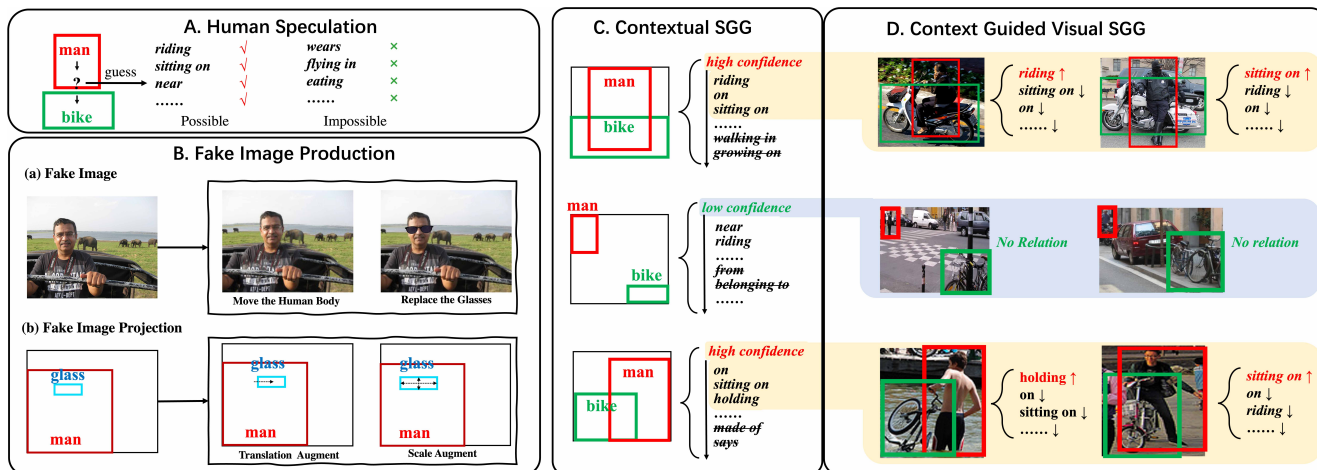 A. Human Speculation
man
?
bike
guess
riding √
sitting on √
near √
...... √
Possible
wears ×
flying in ×
eating ×
...... ×
Impossible
B. Fake Image Production
(a) Fake Image
Move the Human Body
Replace the Glasses
(b) Fake Image Projection
glass
man
glass
man
Translation Augment
glass
man
Scale Augment
C. Contextual SGG
man
bike
high confidence
riding
on
sitting on
......
walking in
growing on
man
bike
low confidence
near
riding
......
from
belonging to
......
man
bike
high confidence
on
sitting on
holding
......
made of
says
D. Context Guided Visual SGG
riding ↑
sitting on ↓
on ↓
...... ↓
sitting on ↑
riding ↓
on ↓
...... ↓
No Relation
No relation
holding ↑
on ↓
sitting on ↓
...... ↓
sitting on ↑
on ↓
riding ↓
...... ↓